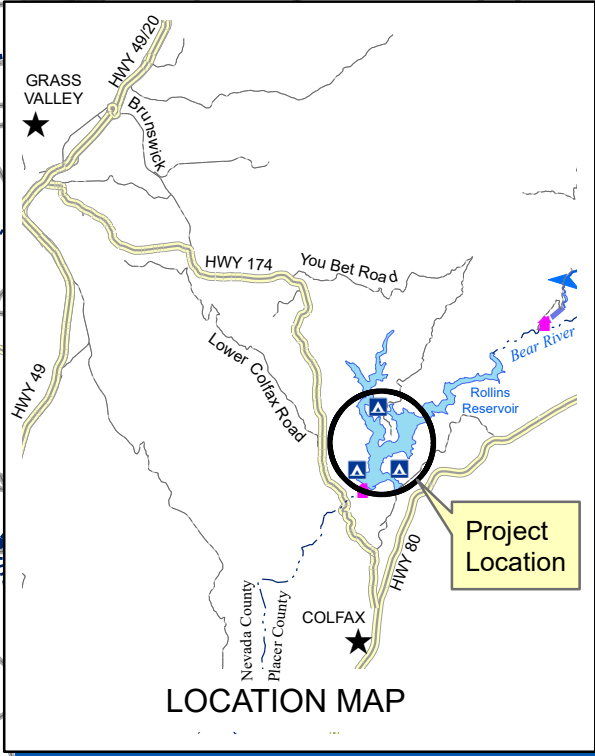 HWY 49/20
GRASS
VALLEY
Brunswick
HWY 174
You Bet Road
Bear River
Lower Colfax Road
HWY 49
Rollins
Reservoir
Project
Location
HWY 80
Nevada County
Placer County
COLFAX
LOCATION MAP